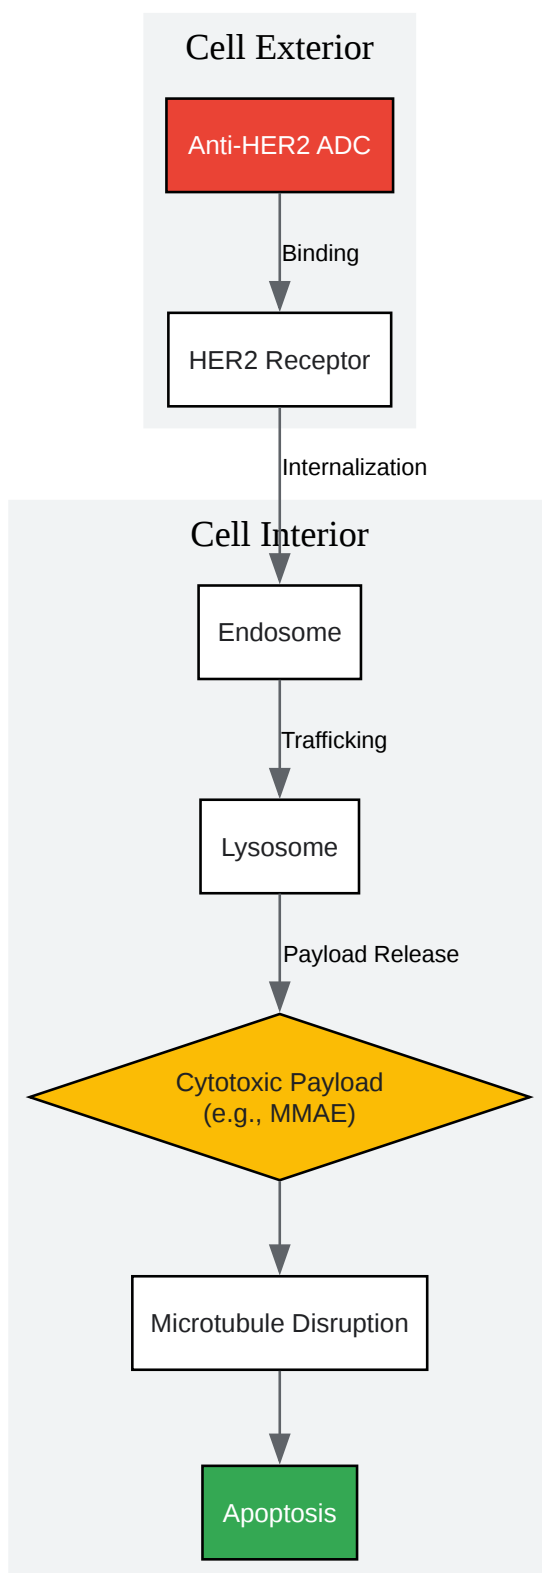 Cell Exterior
Anti-HER2 ADC
Binding
HER2 Receptor
Internalization
Cell Interior
Endosome
Trafficking
Lysosome
Payload Release
Cytotoxic Payload
(e.g., MMAE)
Microtubule Disruption
Apoptosis